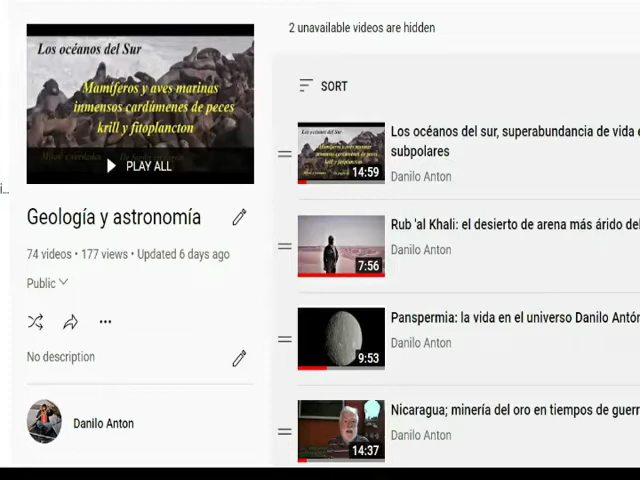 Los océanos del Sur
Mamíferos y aves marinas
inmensos cardúmenes de peces
krill y fitoplancton
PLAY ALL
Geología y astronomía
74 videos • 177 views • Updated 6 days ago
Public
No description
Danilo Anton
2 unavailable videos are hidden
SORT
Los océanos del sur, superabundancia de vida
subpolares
Danilo Anton
14:59
Rub 'al Khali: el desierto de arena más árido del
Danilo Anton
7:56
Panspermia: la vida en el universo Danilo Antón
Danilo Anton
9:53
Nicaragua; minería del oro en tiempos de guerr
Danilo Anton
14:37